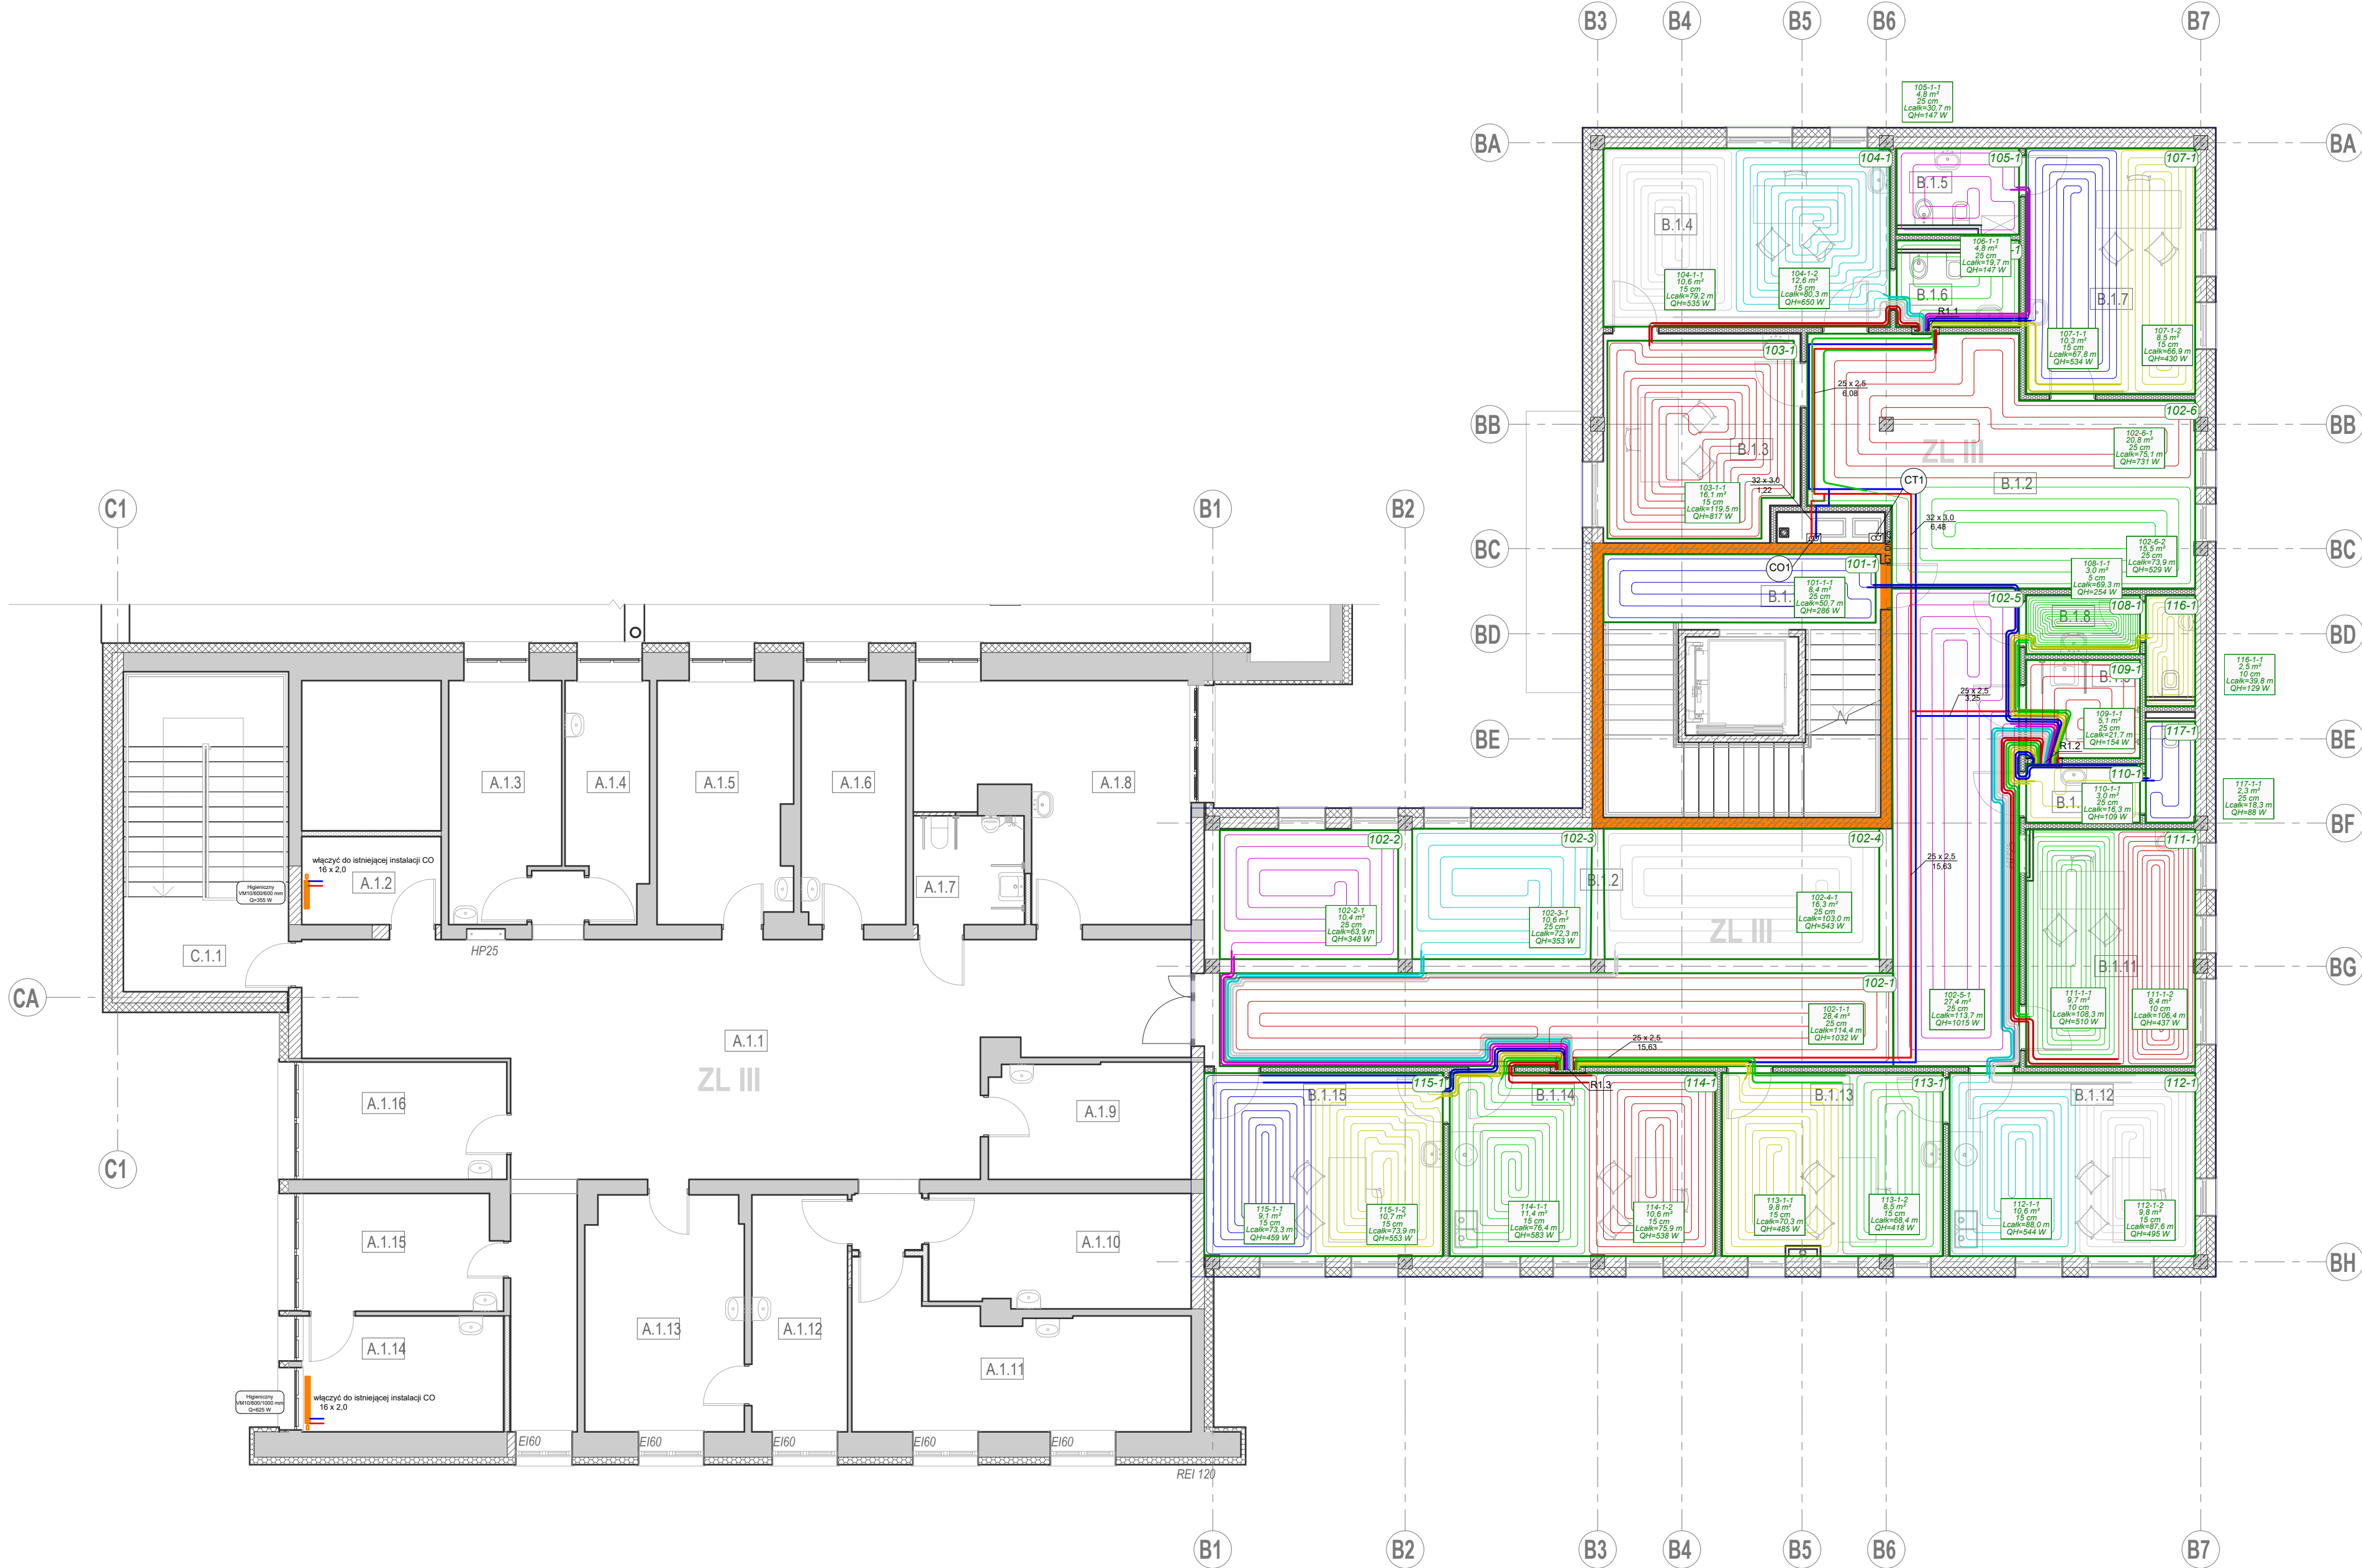 B3
B4
B5
B6
B7
105-1-1
4,8 m²
25 cm
Lcałk=30,7 m
QH=147 W
BA
BA
104-1
105-1
107-1
B.1.5
B.1.4
106-1-1
4,8 m²
25 cm
Lcałk=19,7 m
QH=147 W
104-1-1
10,6 m²
15 cm
Lcałk=79,2 m
QH=535 W
104-1-2
12,6 m²
15 cm
Lcałk=80,3 m
QH=650 W
B.1.6
B.1.7
R1.1
107-1-1
10,3 m²
15 cm
Lcałk=67,8 m
QH=534 W
107-1-2
8,5 m²
15 cm
Lcałk=66,9 m
QH=430 W
103-1
25 x 2,5
6,08
102-6
BB
BB
B.1.3
ZL III
102-6-1
20,8 m²
25 cm
Lcałk=75,1 m
QH=731 W
32 x 3,0
1,22
CT1
B.1.2
103-1-1
16,1 m²
15 cm
Lcałk=119,5 m
QH=817 W
C1
B1
B2
32 x 3,0
6,48
BC
BC
102-6-2
15,5 m²
25 cm
Lcałk=73,9 m
QH=529 W
CO1
101-1
101-1-1
8,4 m²
25 cm
Lcałk=50,7 m
QH=286 W
108-1-1
3,0 m²
5 cm
Lcałk=69,3 m
QH=254 W
102-5
108-1
116-1
B.1.8
BD
BD
109-1
116-1-1
2,5 m²
10 cm
Lcałk=39,8 m
QH=129 W
25 x 2,5
3,25
109-1-1
5,1 m²
25 cm
Lcałk=21,7 m
QH=154 W
117-1
BE
BE
R1.2
110-1
A.1.3
A.1.4
A.1.5
A.1.6
A.1.8
110-1-1
3,0 m²
25 cm
Lcałk=16,3 m
QH=109 W
117-1-1
2,3 m²
25 cm
Lcałk=18,3 m
QH=88 W
BF
BF
102-2
102-3
102-4
111-1
włączyć do istniejącej instalacji CO
16 x 2,0
A.1.2
A.1.7
Higieniczny
VM10/600/600 mm
Q=355 W
25 x 2,5
15,63
B.1.2
102-2-1
10,4 m²
25 cm
Lcałk=63,9 m
QH=348 W
102-3-1
10,6 m²
25 cm
Lcałk=72,3 m
QH=353 W
102-4-1
16,3 m²
25 cm
Lcałk=103,0 m
QH=543 W
ZL III
HP25
C.1.1
BG
BG
B.1.11
102-1
CA
102-1-1
28,4 m²
25 cm
Lcałk=114,4 m
QH=1032 W
102-5-1
27,4 m²
25 cm
Lcałk=113,7 m
QH=1015 W
111-1-1
9,7 m²
10 cm
Lcałk=108,3 m
QH=510 W
111-1-2
8,4 m²
10 cm
Lcałk=106,4 m
QH=437 W
A.1.1
ZL III
25 x 2,5
15,63
R1.3
115-1
114-1
113-1
112-1
B.1.15
B.1.14
B.1.13
B.1.12
A.1.16
A.1.9
C1
115-1-1
9,1 m²
15 cm
Lcałk=73,3 m
QH=459 W
115-1-2
10,7 m²
15 cm
Lcałk=73,9 m
QH=553 W
114-1-1
11,4 m²
15 cm
Lcałk=76,4 m
QH=583 W
114-1-2
10,6 m²
15 cm
Lcałk=75,9 m
QH=538 W
113-1-1
9,8 m²
15 cm
Lcałk=70,3 m
QH=485 W
113-1-2
8,5 m²
15 cm
Lcałk=68,4 m
QH=418 W
112-1-1
10,6 m²
15 cm
Lcałk=88,0 m
QH=544 W
112-1-2
9,8 m²
15 cm
Lcałk=87,6 m
QH=495 W
A.1.15
A.1.10
BH
BH
A.1.13
A.1.12
A.1.14
A.1.11
Higieniczny
VM10/600/1000 mm
Q=625 W
włączyć do istniejącej instalacji CO
16 x 2,0
EI60
EI60
EI60
EI60
EI60
REI 120
B1
B2
B3
B4
B5
B6
B7